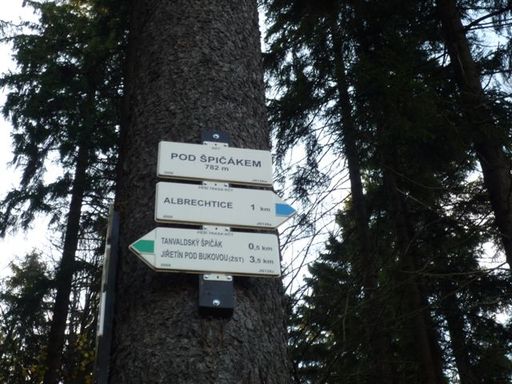 POD ŠPIČÁKEM
782 m
ALBRECHTICE 1 km
TANVALDSKÝ ŠPIČÁK 0,5 km
JIŘETÍN POD BUKOVOU (ŽST) 3,5 km